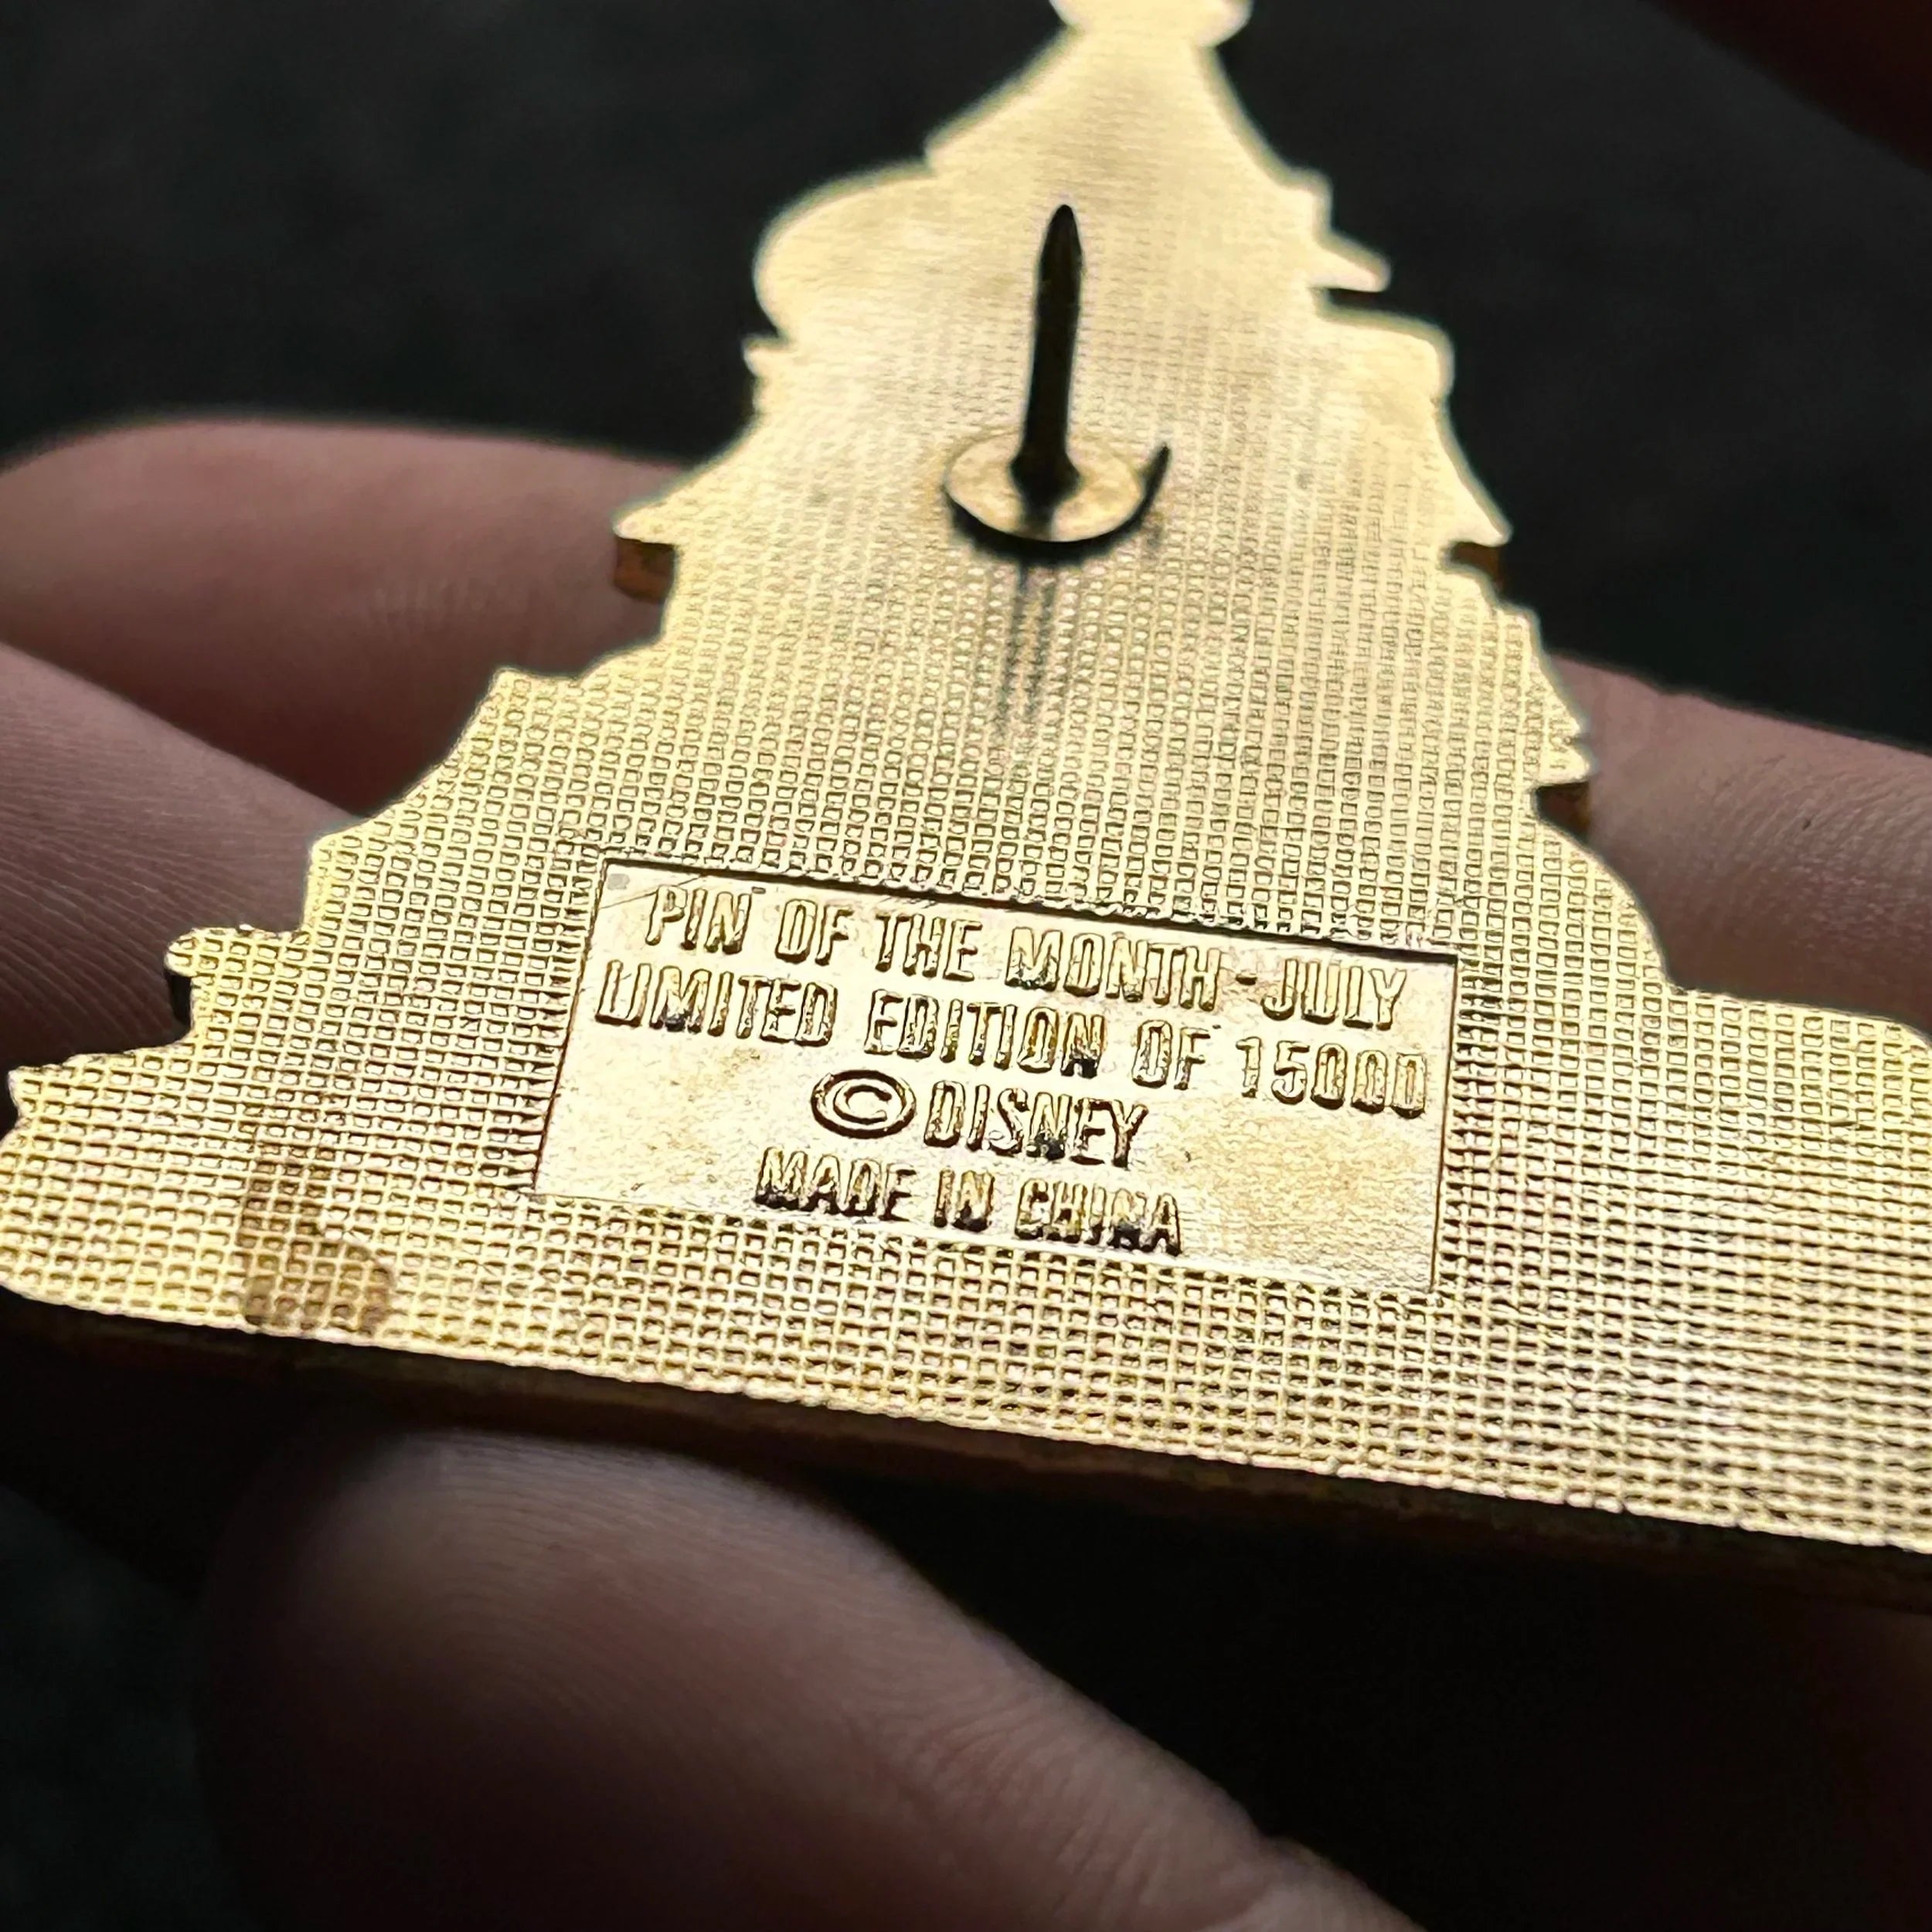 PIN OF THE MONTH - JULY
LIMITED EDITION OF 15000
© DISNEY
MADE IN CHINA